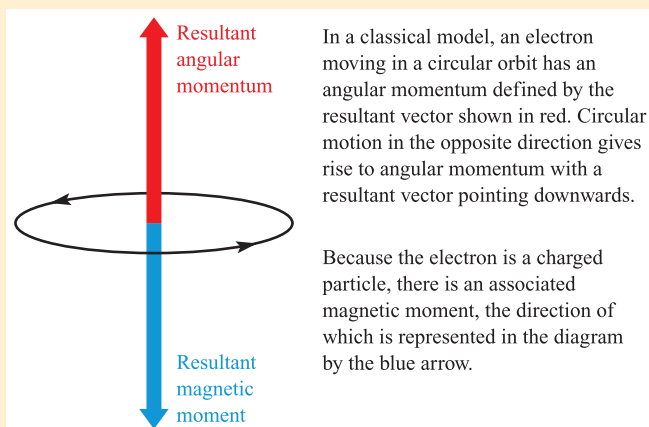 Resultant
angular
momentum
In a classical model, an electron
moving in a circular orbit has an
angular momentum defined by the
resultant vector shown in red. Circular
motion in the opposite direction gives
rise to angular momentum with a
resultant vector pointing downwards.
Because the electron is a charged
particle, there is an associated
magnetic moment, the direction of
which is represented in the diagram
by the blue arrow.
Resultant
magnetic
moment